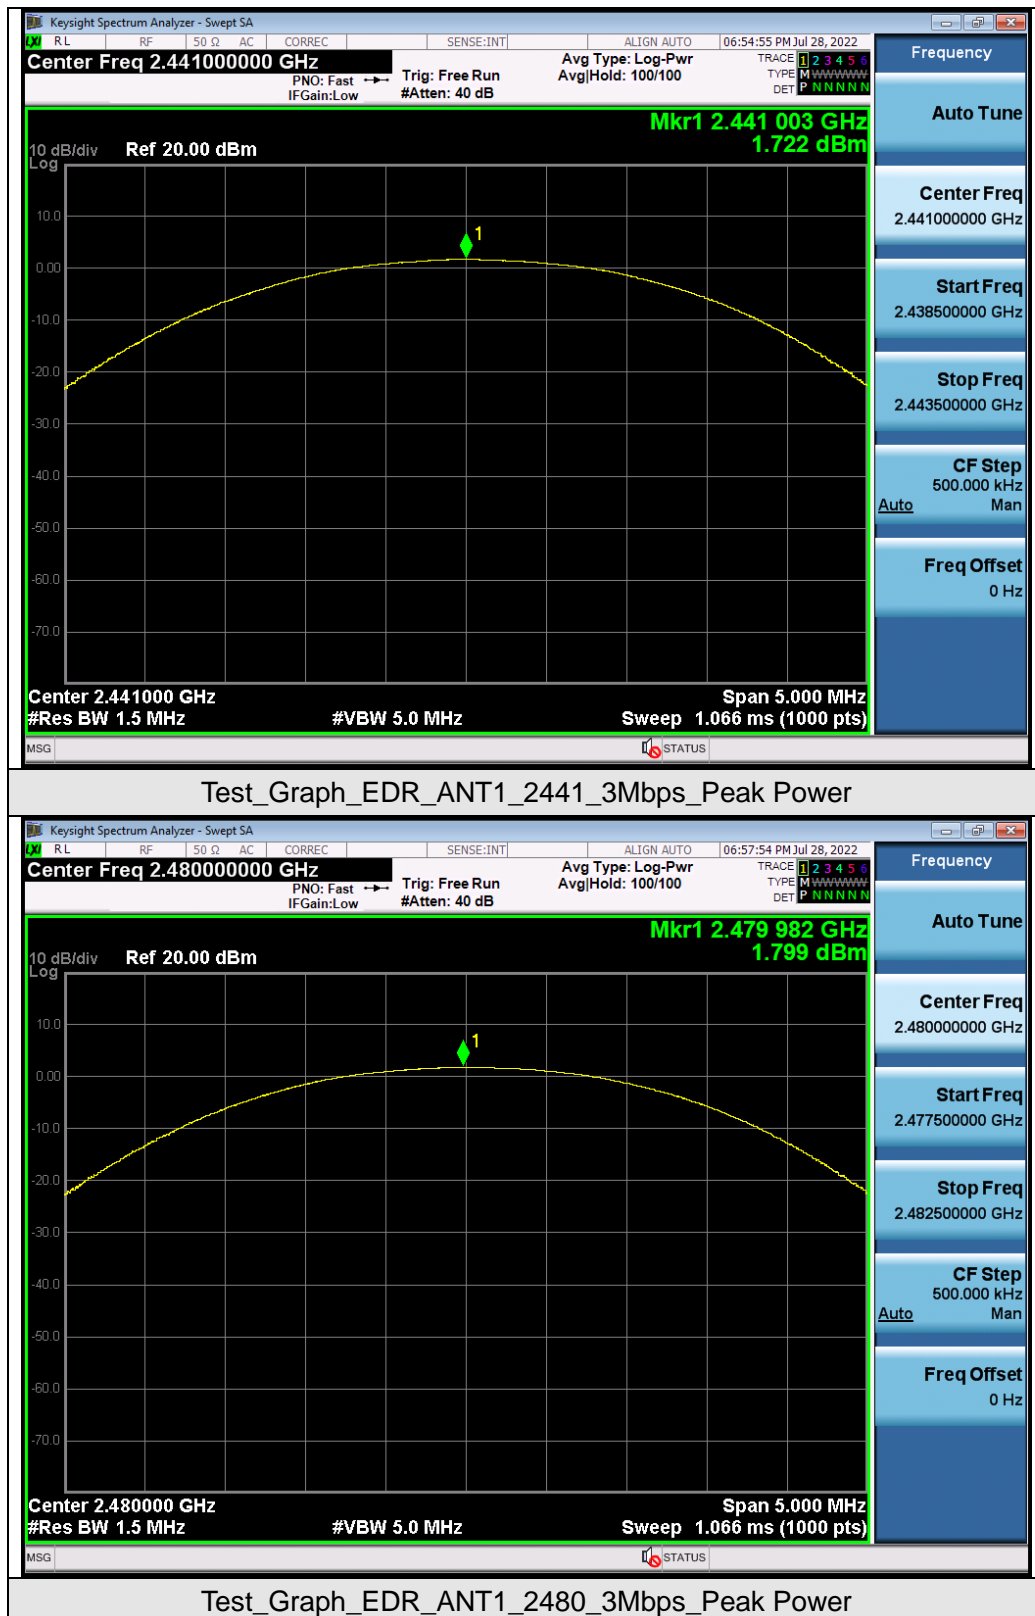 Keysight Spectrum Analyzer - Swept SA
LXI RL RF 50 Ω AC CORREC SENSE:INT ALIGN AUTO 06:54:55 PM Jul 28, 2022
Center Freq 2.441000000 GHz
PNO: Fast
IFGain:Low
Trig: Free Run
#Atten: 40 dB
Avg Type: Log-Pwr
Avg|Hold: 100/100
TRACE 1 2 3 4 5 6
TYPE M WWWWW
DET P N N N N N
Frequency
Mkr1 2.441 003 GHz
1.722 dBm
10 dB/div Ref 20.00 dBm
Log
10.0
0.00
-10.0
-20.0
-30.0
-40.0
-50.0
-60.0
-70.0
1
Center 2.441000 GHz Span 5.000 MHz
#Res BW 1.5 MHz #VBW 5.0 MHz Sweep 1.066 ms (1000 pts)
MSG STATUS
Auto Tune
Center Freq
2.441000000 GHz
Start Freq
2.438500000 GHz
Stop Freq
2.443500000 GHz
CF Step
500.000 kHz
Auto Man
Freq Offset
0 Hz
Test_Graph_EDR_ANT1_2441_3Mbps_Peak Power
Keysight Spectrum Analyzer - Swept SA
LXI RL RF 50 Ω AC CORREC SENSE:INT ALIGN AUTO 06:57:54 PM Jul 28, 2022
Center Freq 2.480000000 GHz
PNO: Fast
IFGain:Low
Trig: Free Run
#Atten: 40 dB
Avg Type: Log-Pwr
Avg|Hold: 100/100
TRACE 1 2 3 4 5 6
TYPE M WWWWW
DET P N N N N N
Frequency
Mkr1 2.479 982 GHz
1.799 dBm
10 dB/div Ref 20.00 dBm
Log
10.0
0.00
-10.0
-20.0
-30.0
-40.0
-50.0
-60.0
-70.0
1
Center 2.480000 GHz Span 5.000 MHz
#Res BW 1.5 MHz #VBW 5.0 MHz Sweep 1.066 ms (1000 pts)
MSG STATUS
Auto Tune
Center Freq
2.480000000 GHz
Start Freq
2.477500000 GHz
Stop Freq
2.482500000 GHz
CF Step
500.000 kHz
Auto Man
Freq Offset
0 Hz
Test_Graph_EDR_ANT1_2480_3Mbps_Peak Power